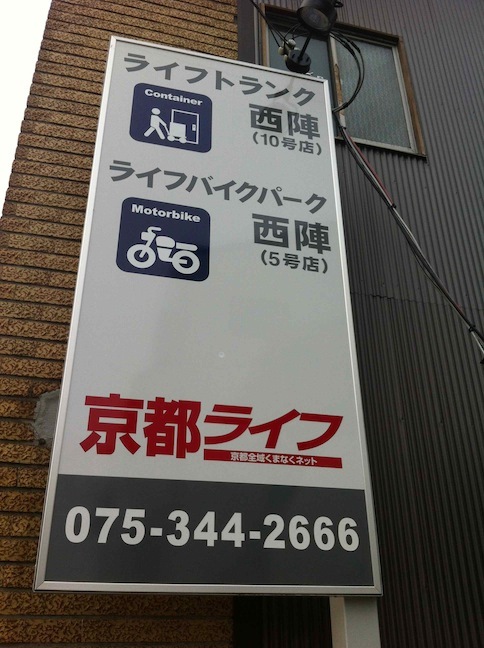 ライフトランク
Container
西陣
(10号店)
ライフバイクパーク
Motorbike
西陣
(5号店)
京都ライフ
京都全域くまなくネット
075-344-2666